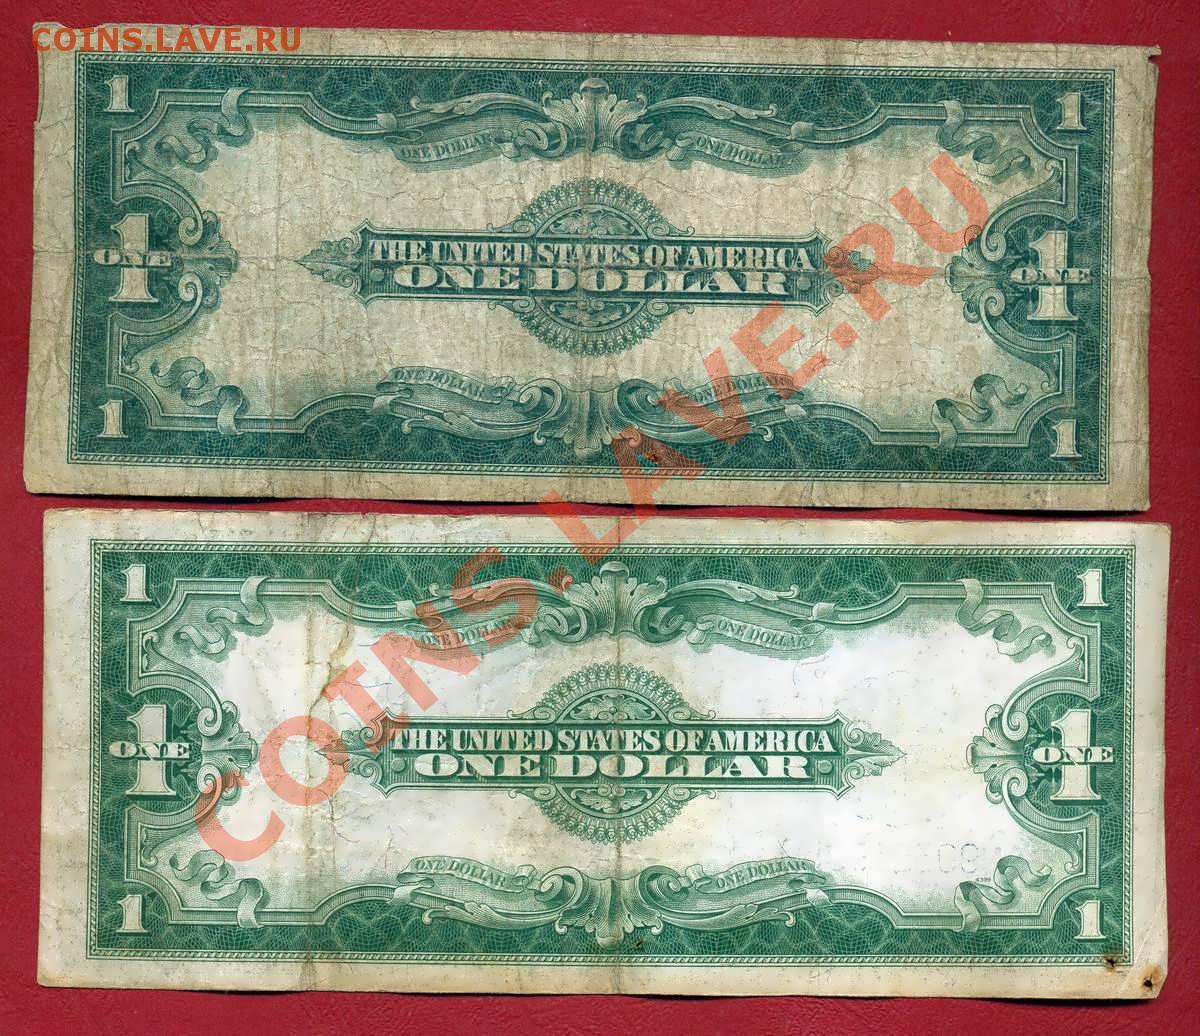 COINS.LAVE.RU
1 1
ONE DOLLAR ONE DOLLAR
1 1
ONE ONE
THE UNITED STATES OF AMERICA
ONE DOLLAR
ONE DOLLAR ONE DOLLAR
1 1
COINS.LAVE.RU
1 1
ONE DOLLAR ONE DOLLAR
1 1
ONE ONE
THE UNITED STATES OF AMERICA
ONE DOLLAR
ONE DOLLAR ONE DOLLAR
1 1